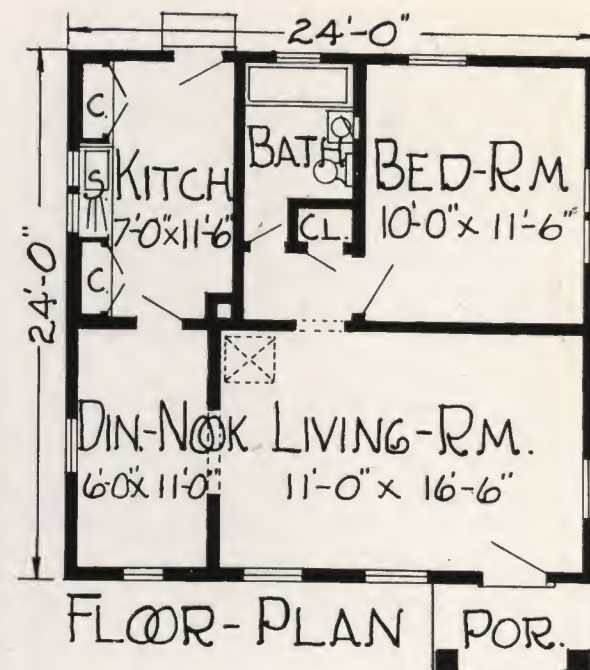 24'-0"
24'-0"
C.
S
C.
KITCH
7'-0"x11'-6"
BATH
CL.
BED-RM
10'-0" x 11'-6"
DIN.-NOOK
6'-0"x 11'-0"
LIVING-RM.
11'-0" x 16'-6"
FLOOR-PLAN
POR.